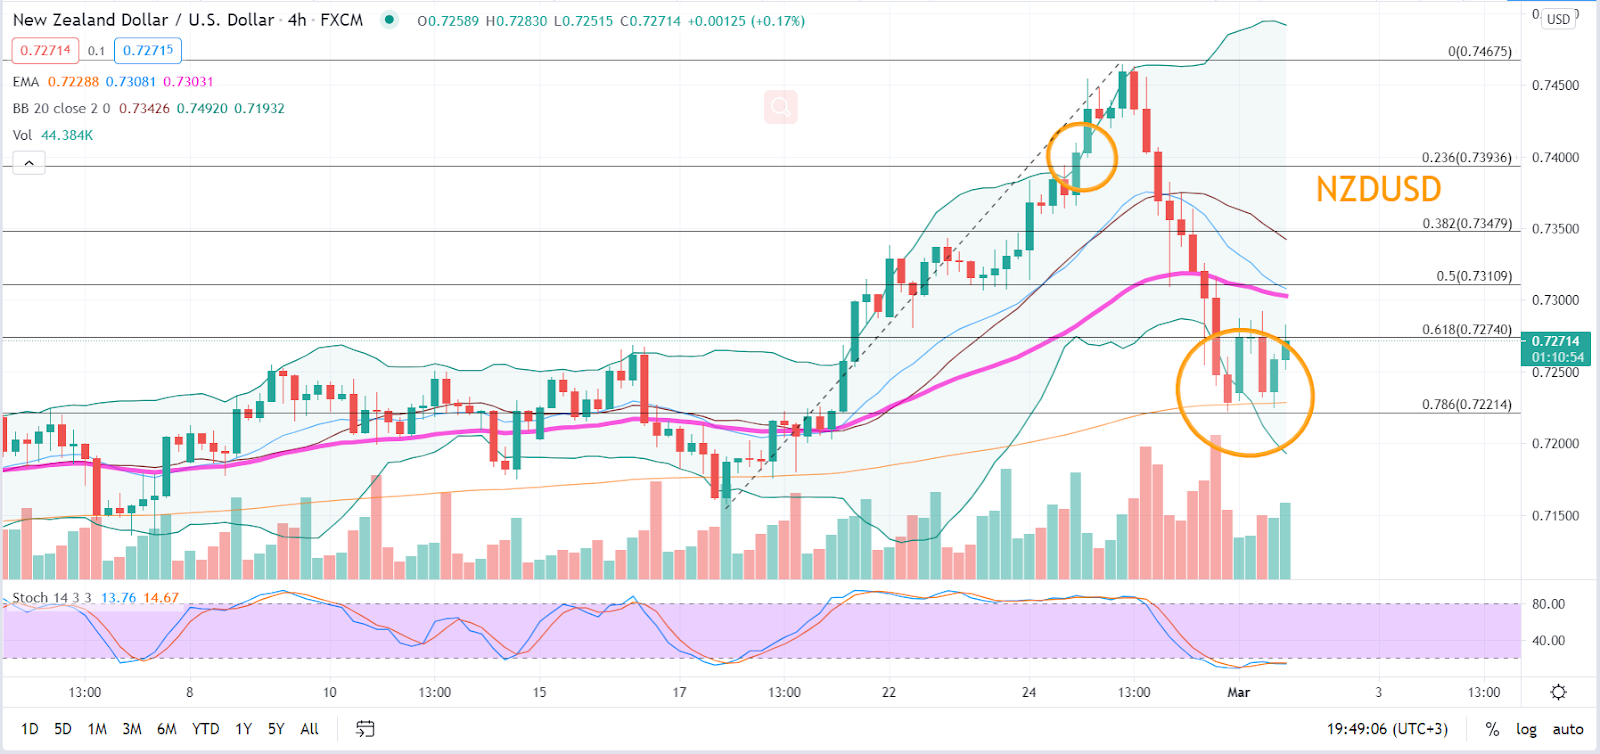 New Zealand Dollar / U.S. Dollar · 4h · FXCM O0.72589 H0.72830 L0.72515 C0.72714 +0.00125 (+0.17%)
0.72714 0.1 0.72715
EMA 0.72288 0.73081 0.73031
BB 20 close 2 0 0.73426 0.74920 0.71932
Vol 44.384K
USD
0(0.74675)
0.74500
0.236(0.73936)
0.74000
NZDUSD
0.382(0.73479)
0.73500
0.5(0.73109)
0.73000
0.618(0.72740)
0.72714
01:10:54
0.72500
0.786(0.72214)
0.72000
0.71500
Stoch 14 3 3 13.76 14.67
80.00
40.00
13:00 8 10 13:00 15 17 13:00 22 24 13:00 Mar 3 13:00
1D 5D 1M 3M 6M YTD 1Y 5Y All 19:49:06 (UTC+3) % log auto